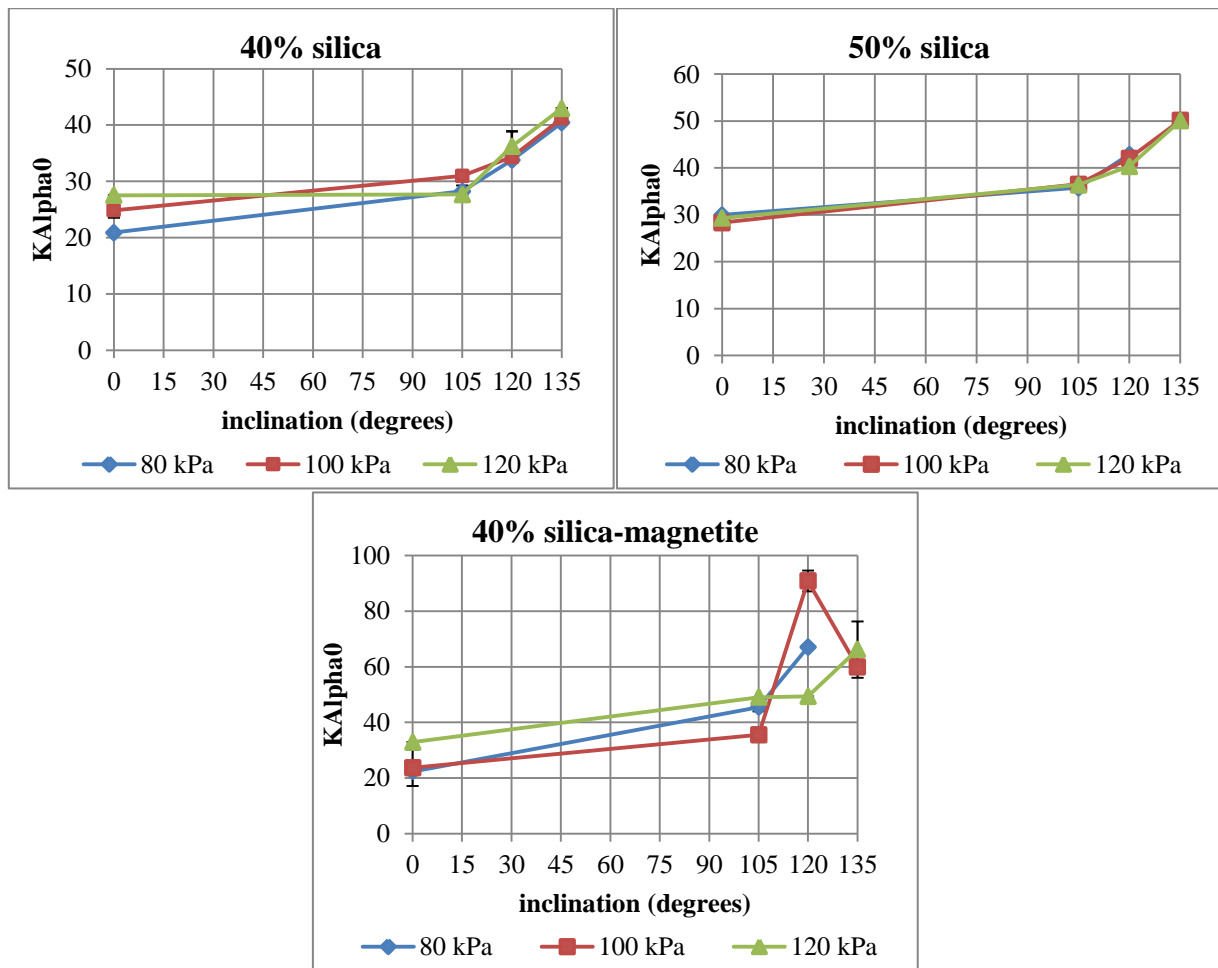 40% silica
50
40
30
20
10
0
KAlpha0
0 15 30 45 60 75 90 105 120 135
inclination (degrees)
80 kPa 100 kPa 120 kPa
50% silica
60
50
40
30
20
10
0
KAlpha0
0 15 30 45 60 75 90 105 120 135
inclination (degrees)
80 kPa 100 kPa 120 kPa
40% silica-magnetite
100
80
60
40
20
0
KAlpha0
0 15 30 45 60 75 90 105 120 135
inclination (degrees)
80 kPa 100 kPa 120 kPa